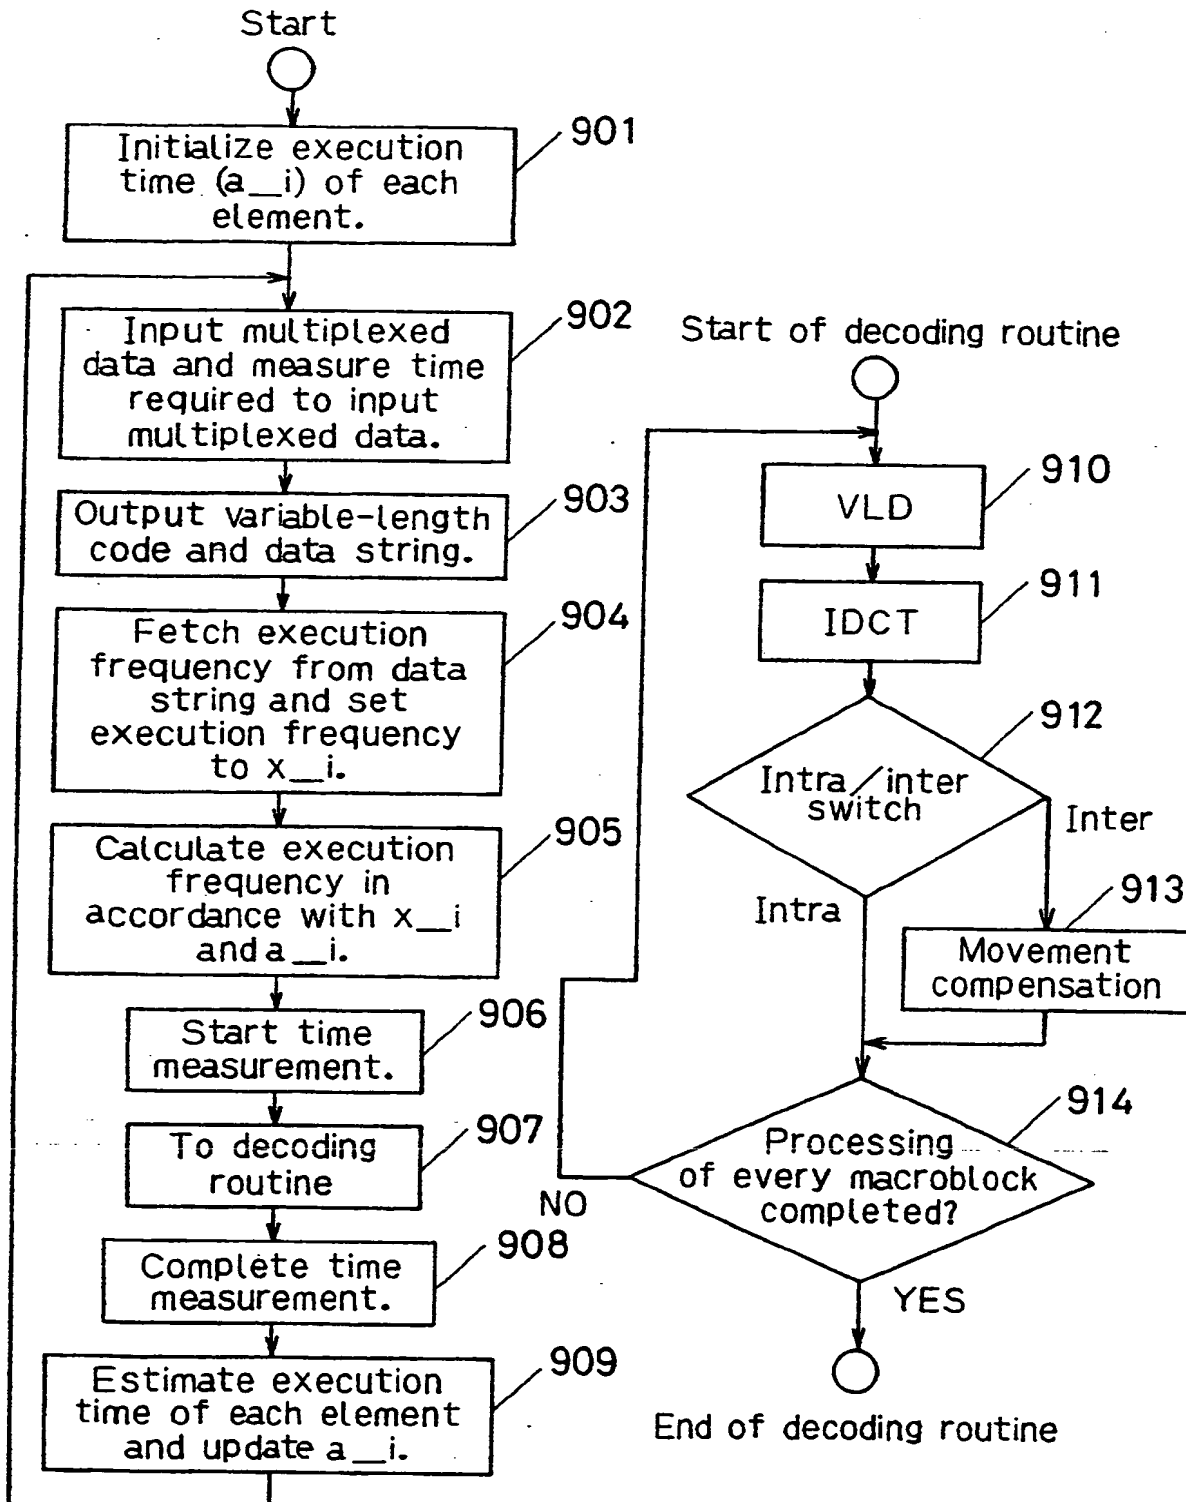 Start
901
Initialize execution
time (a__i) of each
element.
902
Input multiplexed
data and measure time
required to input
multiplexed data.
903
Output variable-length
code and data string.
904
Fetch execution
frequency from data
string and set
execution frequency
to x__i.
905
Calculate execution
frequency in
accordance with x__i
and a__i.
906
Start time
measurement.
907
To decoding
routine
908
Complete time
measurement.
909
Estimate execution
time of each element
and update a__i.
Start of decoding routine
910
VLD
911
IDCT
912
Intra/inter
switch
Inter
Intra
913
Movement
compensation
914
Processing
of every macroblock
completed?
NO
YES
End of decoding routine